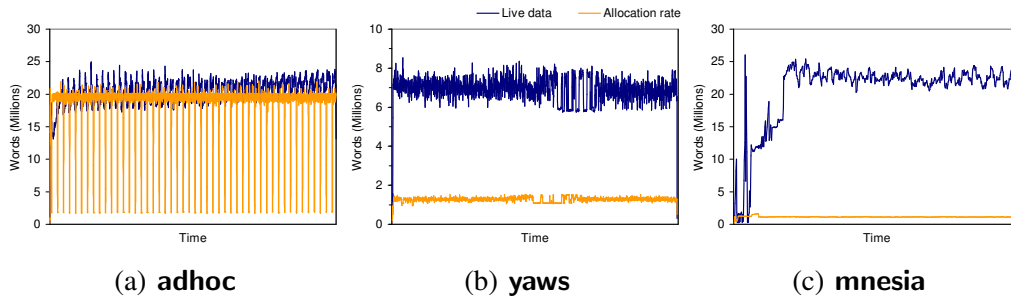 Live data Allocation rate
30
25
20
15
10
5
0
Words (Millions)
Time
(a) adhoc
10
8
6
4
2
0
Words (Millions)
Time
(b) yaws
30
25
20
15
10
5
0
Words (Millions)
Time
(c) mnesia